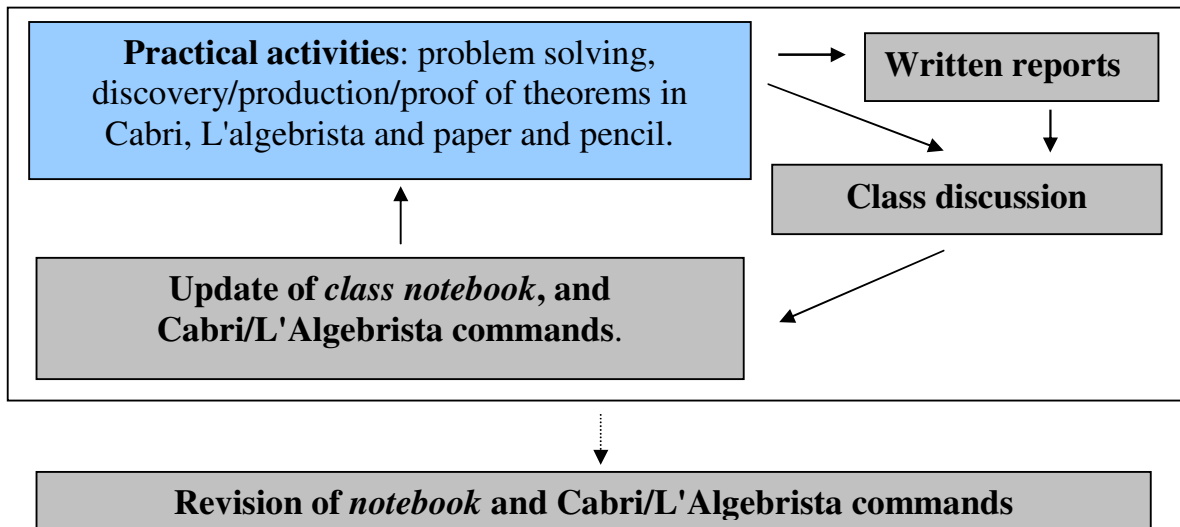 Practical activities: problem solving,
discovery/production/proof of theorems in
Cabri, L'algebrista and paper and pencil.
Written reports
Class discussion
Update of class notebook, and
Cabri/L'Algebrista commands.
Revision of notebook and Cabri/L'Algebrista commands